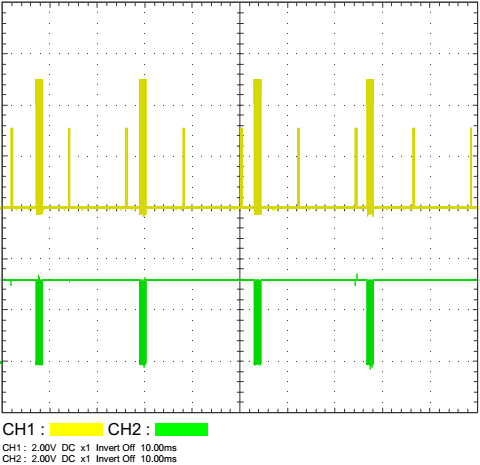 CH1 : CH2 :
CH1 : 2.00V DC x1 Invert Off 10.00ms
CH2 : 2.00V DC x1 Invert Off 10.00ms